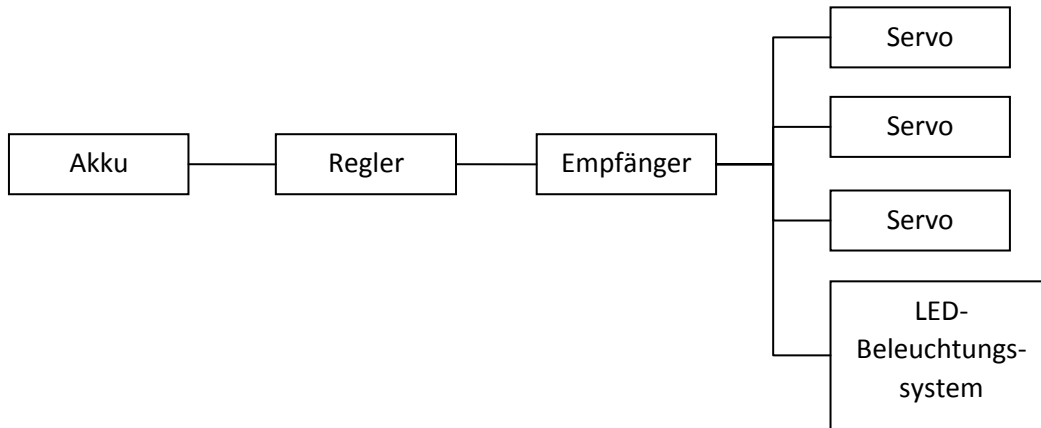 Akku
Regler
Empfänger
Servo
Servo
Servo
LED-
Beleuchtungs-
system